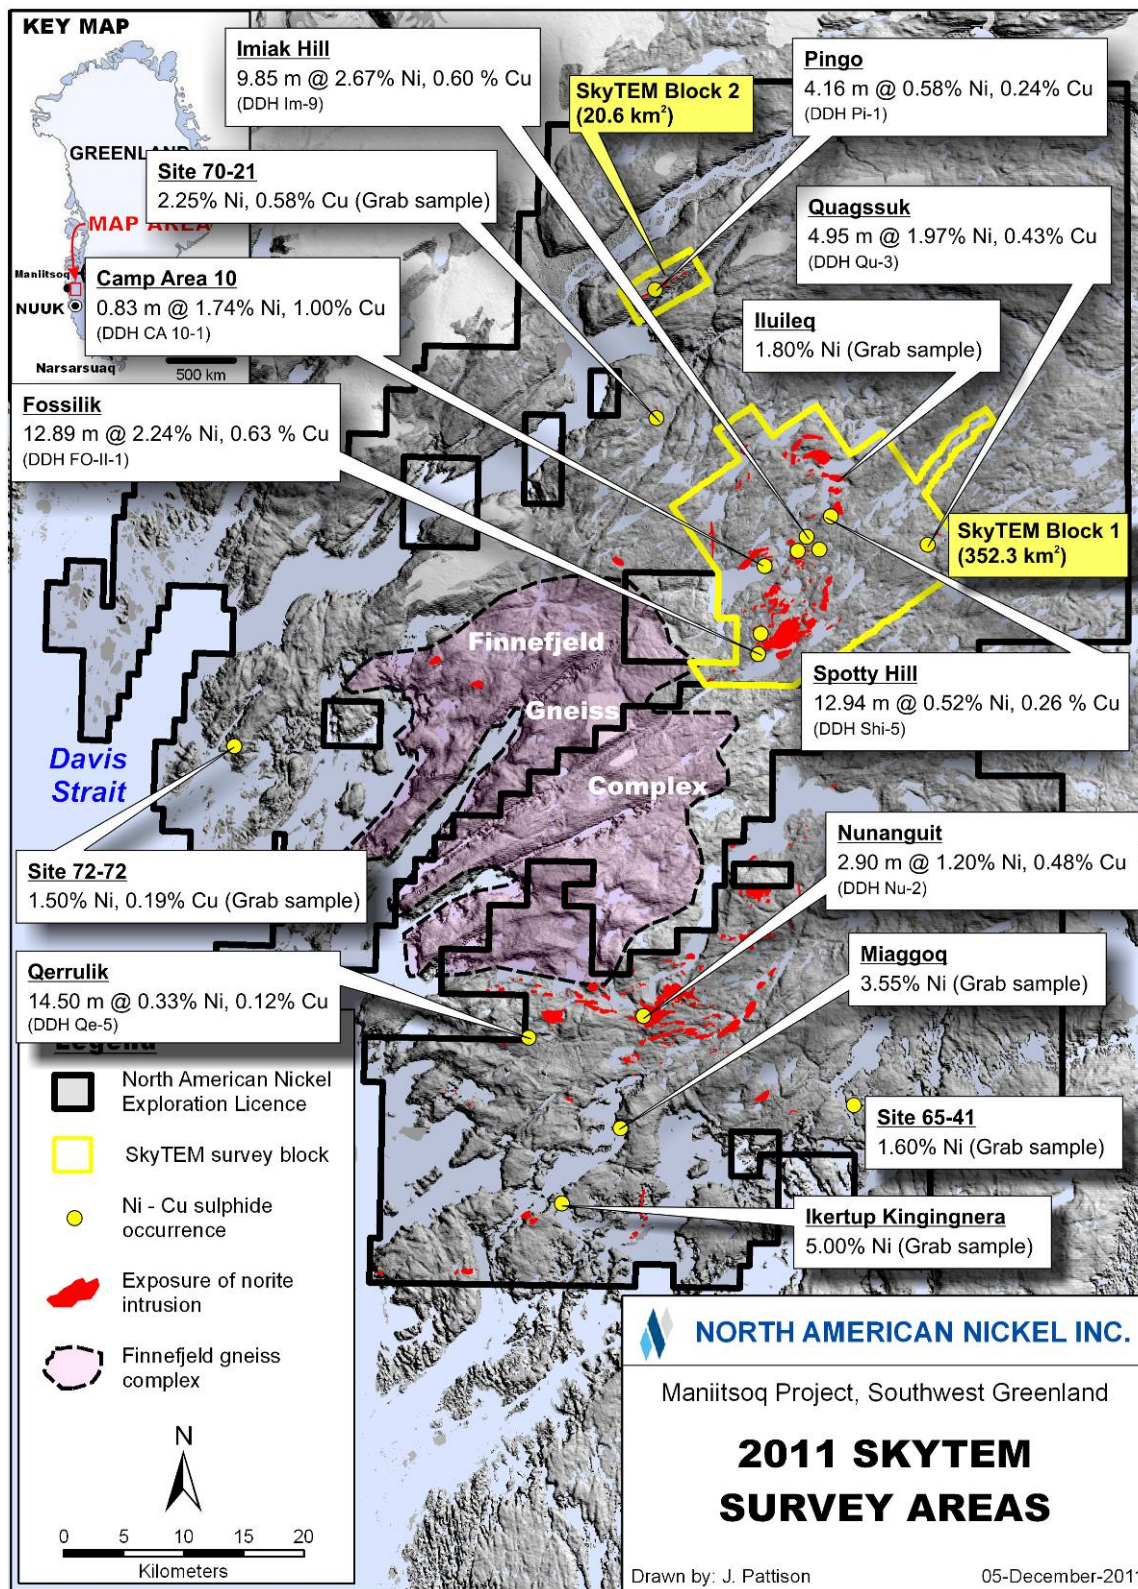 KEY MAP
GREENLAND
MAP AREA
Maniitsoq
NUUK
Narsarsuaq
500 km
Imiak Hill
9.85 m @ 2.67% Ni, 0.60 % Cu
(DDH Im-9)
SkyTEM Block 2
(20.6 km²)
Pingo
4.16 m @ 0.58% Ni, 0.24% Cu
(DDH Pi-1)
Site 70-21
2.25% Ni, 0.58% Cu (Grab sample)
Quagssuk
4.95 m @ 1.97% Ni, 0.43% Cu
(DDH Qu-3)
Camp Area 10
0.83 m @ 1.74% Ni, 1.00% Cu
(DDH CA 10-1)
Iluileq
1.80% Ni (Grab sample)
Fossilik
12.89 m @ 2.24% Ni, 0.63 % Cu
(DDH FO-II-1)
SkyTEM Block 1
(352.3 km²)
Finnefjeld
Gneiss
Complex
Spotty Hill
12.94 m @ 0.52% Ni, 0.26 % Cu
(DDH Shi-5)
Davis
Strait
Nunanguit
2.90 m @ 1.20% Ni, 0.48% Cu
(DDH Nu-2)
Site 72-72
1.50% Ni, 0.19% Cu (Grab sample)
Miaggoq
3.55% Ni (Grab sample)
Qerrulik
14.50 m @ 0.33% Ni, 0.12% Cu
(DDH Qe-5)
Site 65-41
1.60% Ni (Grab sample)
Ikertup Kingingnera
5.00% Ni (Grab sample)
Legend
North American Nickel
Exploration Licence
SkyTEM survey block
Ni - Cu sulphide
occurrence
Exposure of norite
intrusion
Finnefjeld gneiss
complex
N
0 5 10 15 20
Kilometers
NORTH AMERICAN NICKEL INC.
Maniitsoq Project, Southwest Greenland
2011 SKYTEM
SURVEY AREAS
Drawn by: J. Pattison
05-December-2011